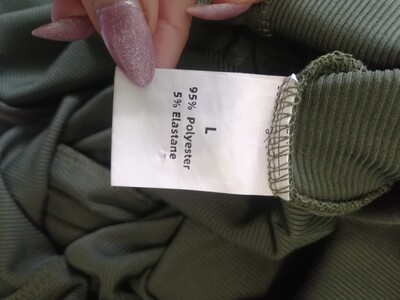 L
95% Polyester
5% Elastane